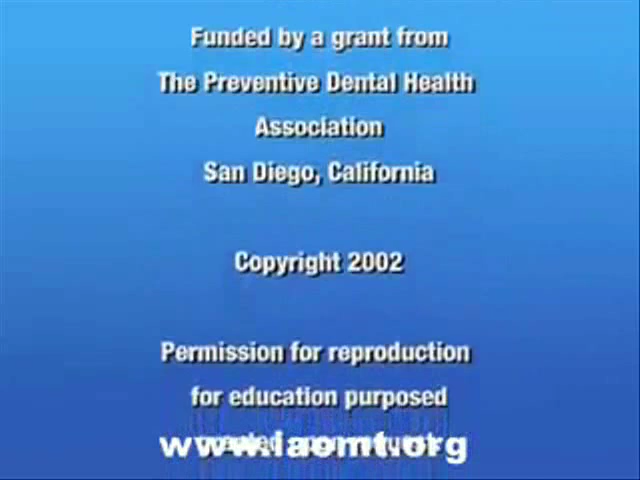 Funded by a grant from
The Preventive Dental Health
Association
San Diego, California
Copyright 2002
Permission for reproduction
for education purposed
www.iaomt.org